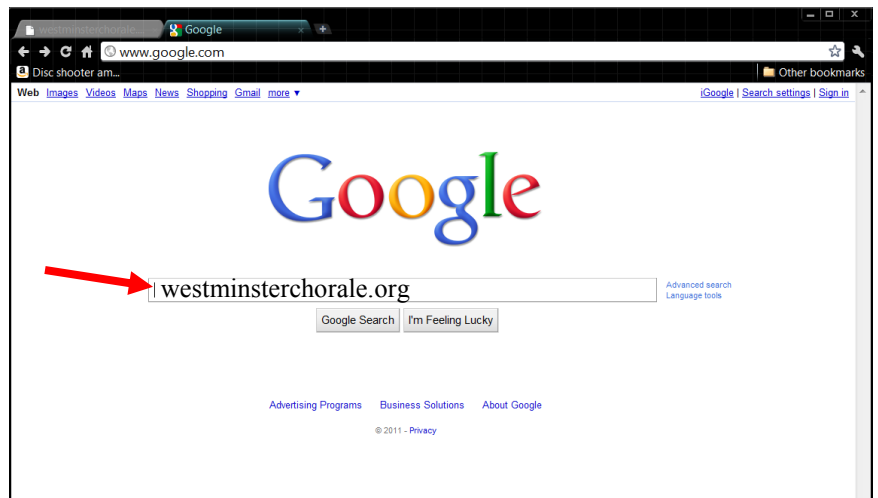 westminsterchorale... Google
www.google.com
a Disc shooter am... Other bookmarks
Web Images Videos Maps News Shopping Gmail more ▼ iGoogle | Search settings | Sign in
Google
westminsterchorale.org
Advanced search
Language tools
Google Search I'm Feeling Lucky
Advertising Programs Business Solutions About Google
© 2011 - Privacy